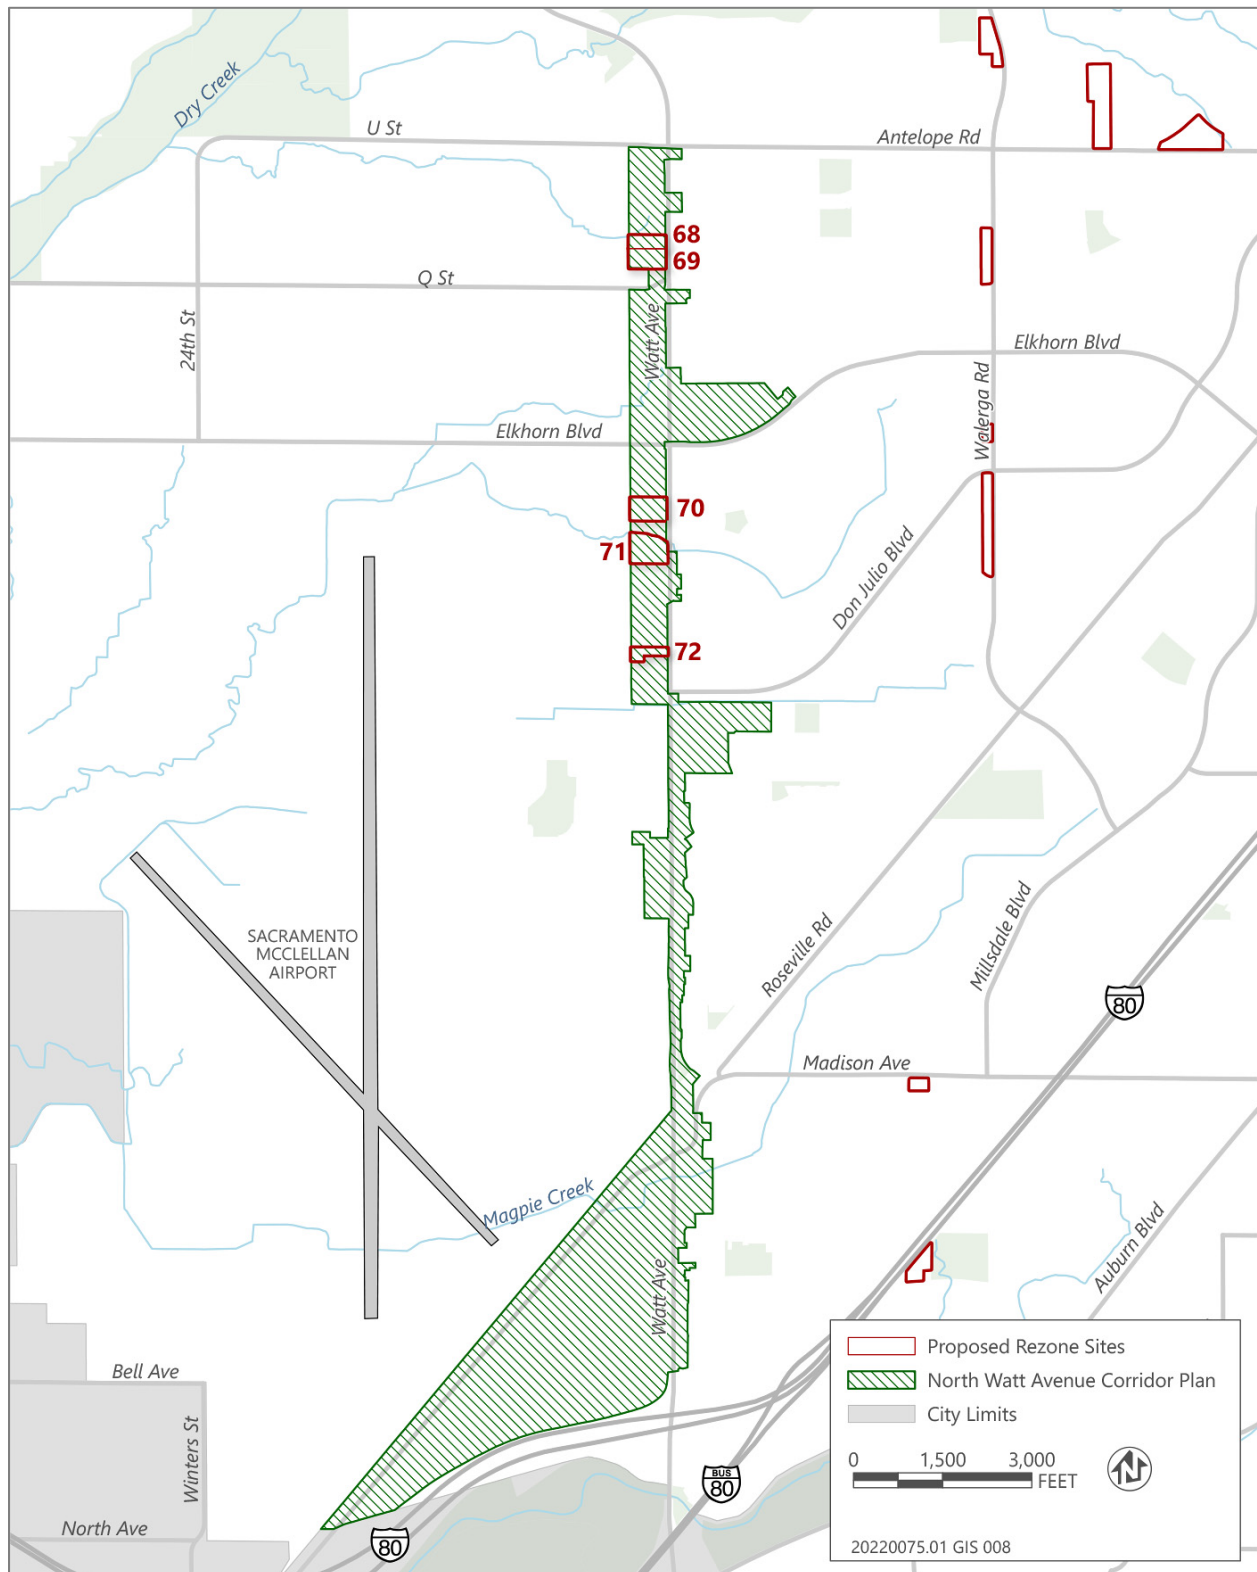 Dry Creek
U St
Antelope Rd
68
69
Q St
24th St
Watt Ave
Elkhorn Blvd
Walerga Rd
Elkhorn Blvd
70
71
Don Julio Blvd
72
SACRAMENTO
MCCLELLAN
AIRPORT
Roseville Rd
Millsdale Blvd
80
Madison Ave
Magpie Creek
Auburn Blvd
Watt Ave
Bell Ave
Winters St
North Ave
80
BUS
80
Proposed Rezone Sites
North Watt Avenue Corridor Plan
City Limits
0 1,500 3,000
FEET
N
20220075.01 GIS 008